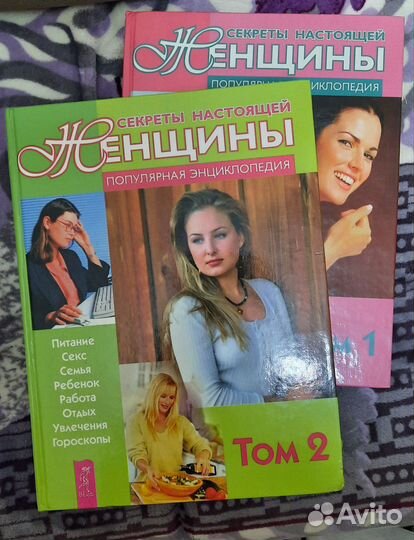 СЕКРЕТЫ НАСТОЯЩЕЙ
ЖЕНЩИНЫ
ПОПУЛЯРНАЯ ЭНЦИКЛОПЕДИЯ
Питание
Секс
Семья
Ребенок
Работа
Отдых
Увлечения
Гороскопы
Том 2
СЕКРЕТЫ НАСТОЯЩЕЙ
ЖЕНЩИНЫ
ЭНЦИКЛОПЕДИЯ
1
Avito